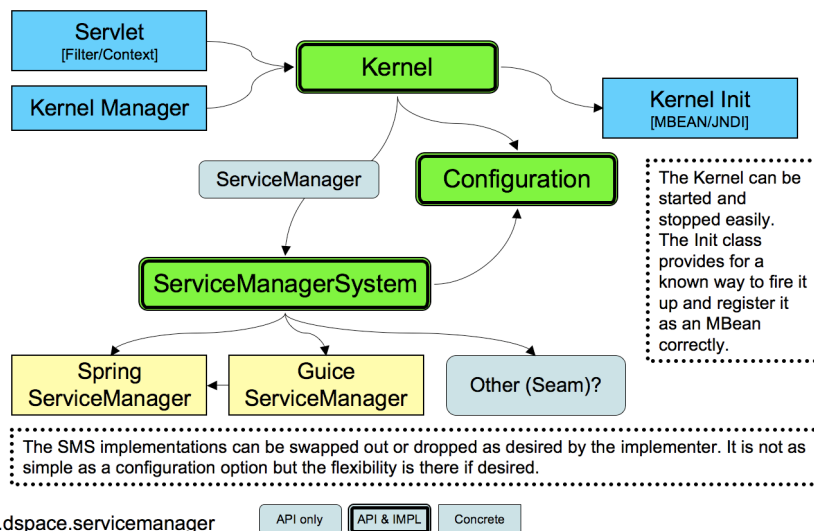 Servlet
[Filter/Context]
Kernel
Kernel Manager
Kernel Init
[MBEAN/JNDI]
ServiceManager
Configuration
The Kernel can be
started and
stopped easily.
The Init class
provides for a
known way to fire it
up and register it
as an MBean
correctly.
ServiceManagerSystem
Spring
ServiceManager
Guice
ServiceManager
Other (Seam)?
The SMS implementations can be swapped out or dropped as desired by the implementer. It is not as
simple as a configuration option but the flexibility is there if desired.
.dspace.servicemanager
API only
API & IMPL
Concrete